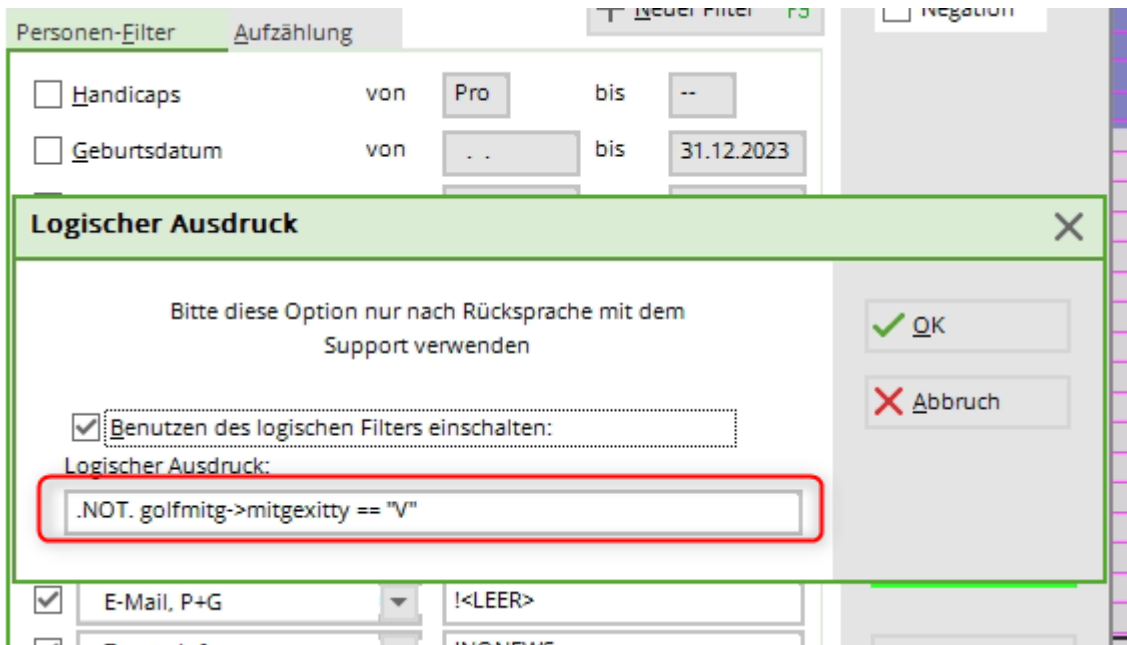 Neuer Filter F9
Negation
Personen-Filter Aufzählung
Handicaps von Pro bis --
Geburtsdatum von . . bis 31.12.2023
Logischer Ausdruck
Bitte diese Option nur nach Rücksprache mit dem
Support verwenden
OK
Abbruch
Benutzen des logischen Filters einschalten:
Logischer Ausdruck:
.NOT. golfmitg->mitgexitty == "V"
E-Mail, P+G !<LEER>